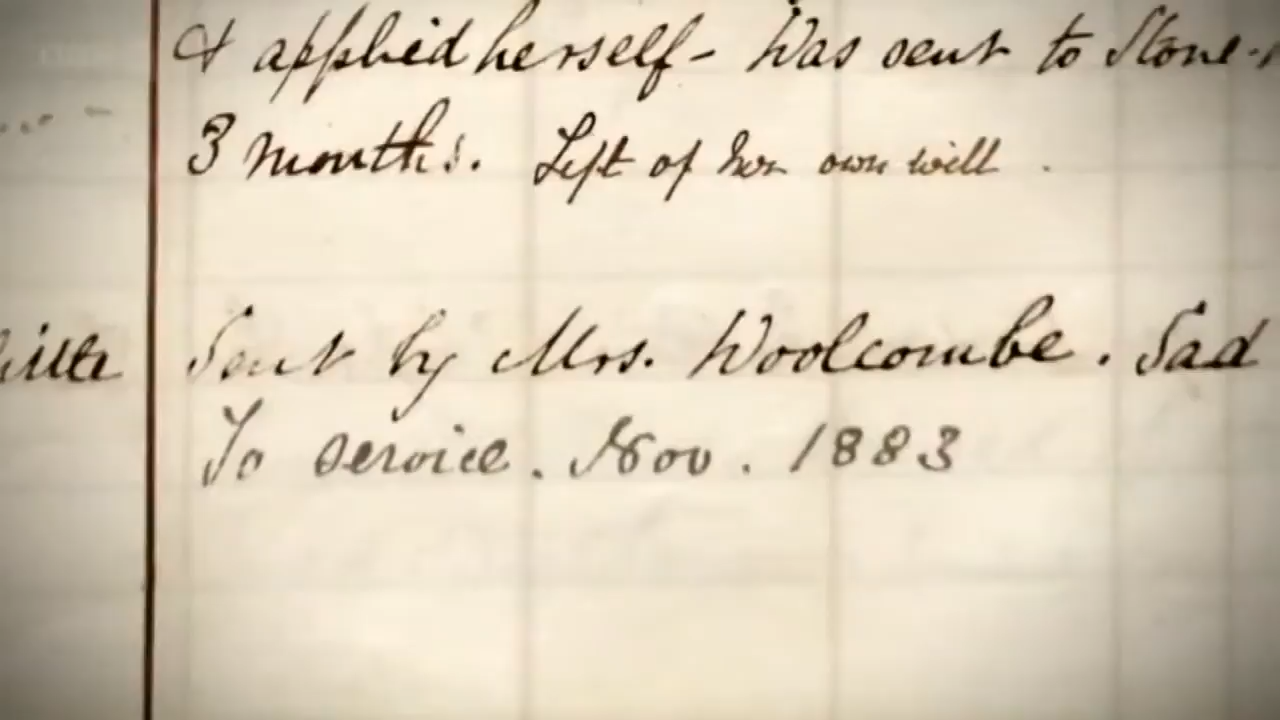 & applied herself - Was sent to Stone-
3 months. Left of her own will.
Sent by Mrs. Woolcombe. Sad
To service. Nov. 1883